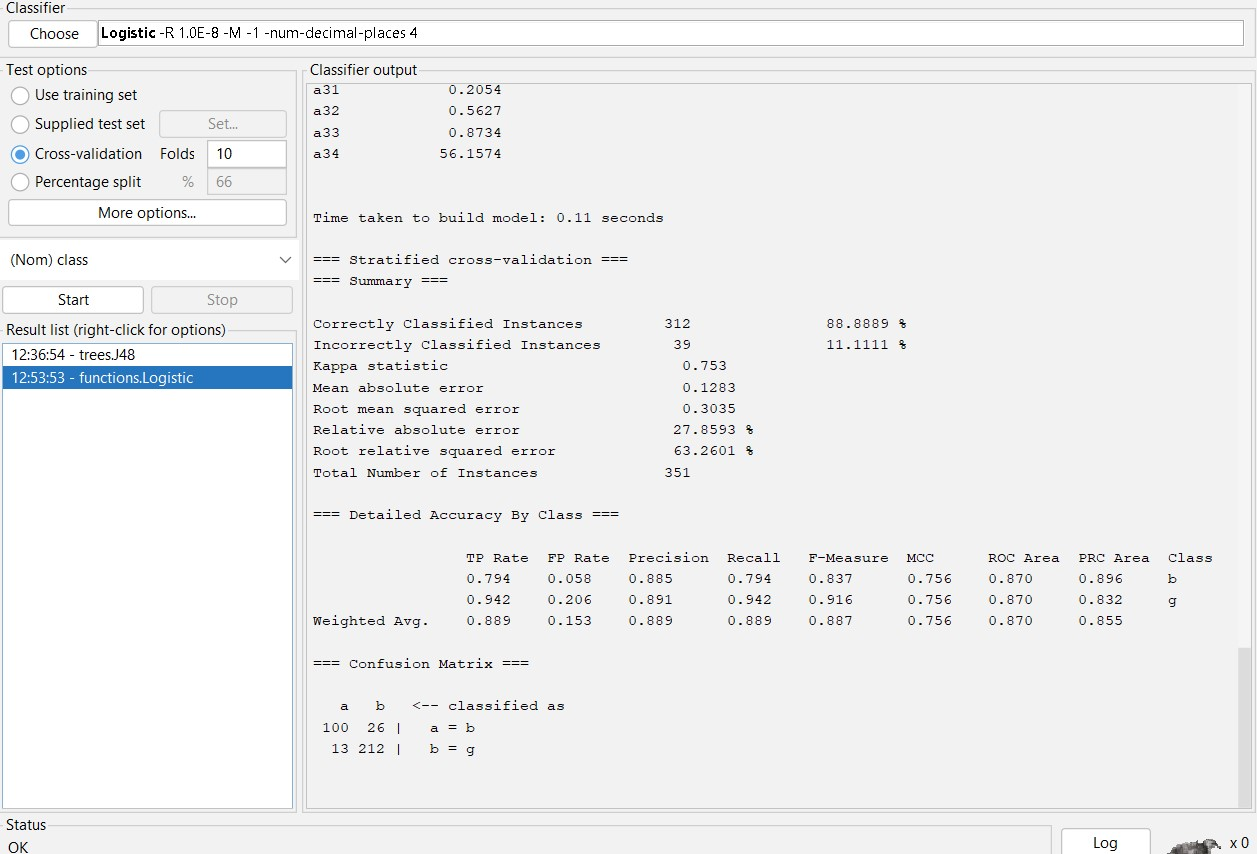 Classifier
Choose Logistic -R 1.0E-8 -M -1 -num-decimal-places 4
Test options
Use training set
Supplied test set Set...
Cross-validation Folds 10
Percentage split % 66
More options...
(Nom) class
Start Stop
Result list (right-click for options)
12:36:54 - trees.J48
12:53:53 - functions.Logistic
Classifier output
a31 0.2054
a32 0.5627
a33 0.8734
a34 56.1574
Time taken to build model: 0.11 seconds
=== Stratified cross-validation ===
=== Summary ===
Correctly Classified Instances 312 88.8889 %
Incorrectly Classified Instances 39 11.1111 %
Kappa statistic 0.753
Mean absolute error 0.1283
Root mean squared error 0.3035
Relative absolute error 27.8593 %
Root relative squared error 63.2601 %
Total Number of Instances 351
=== Detailed Accuracy By Class ===
TP Rate FP Rate Precision Recall F-Measure MCC ROC Area PRC Area Class
0.794 0.058 0.885 0.794 0.837 0.756 0.870 0.896 b
0.942 0.206 0.891 0.942 0.916 0.756 0.870 0.832 g
Weighted Avg. 0.889 0.153 0.889 0.889 0.887 0.756 0.870 0.855
=== Confusion Matrix ===
a b <-- classified as
100 26 | a = b
13 212 | b = g
Status
OK
Log x 0